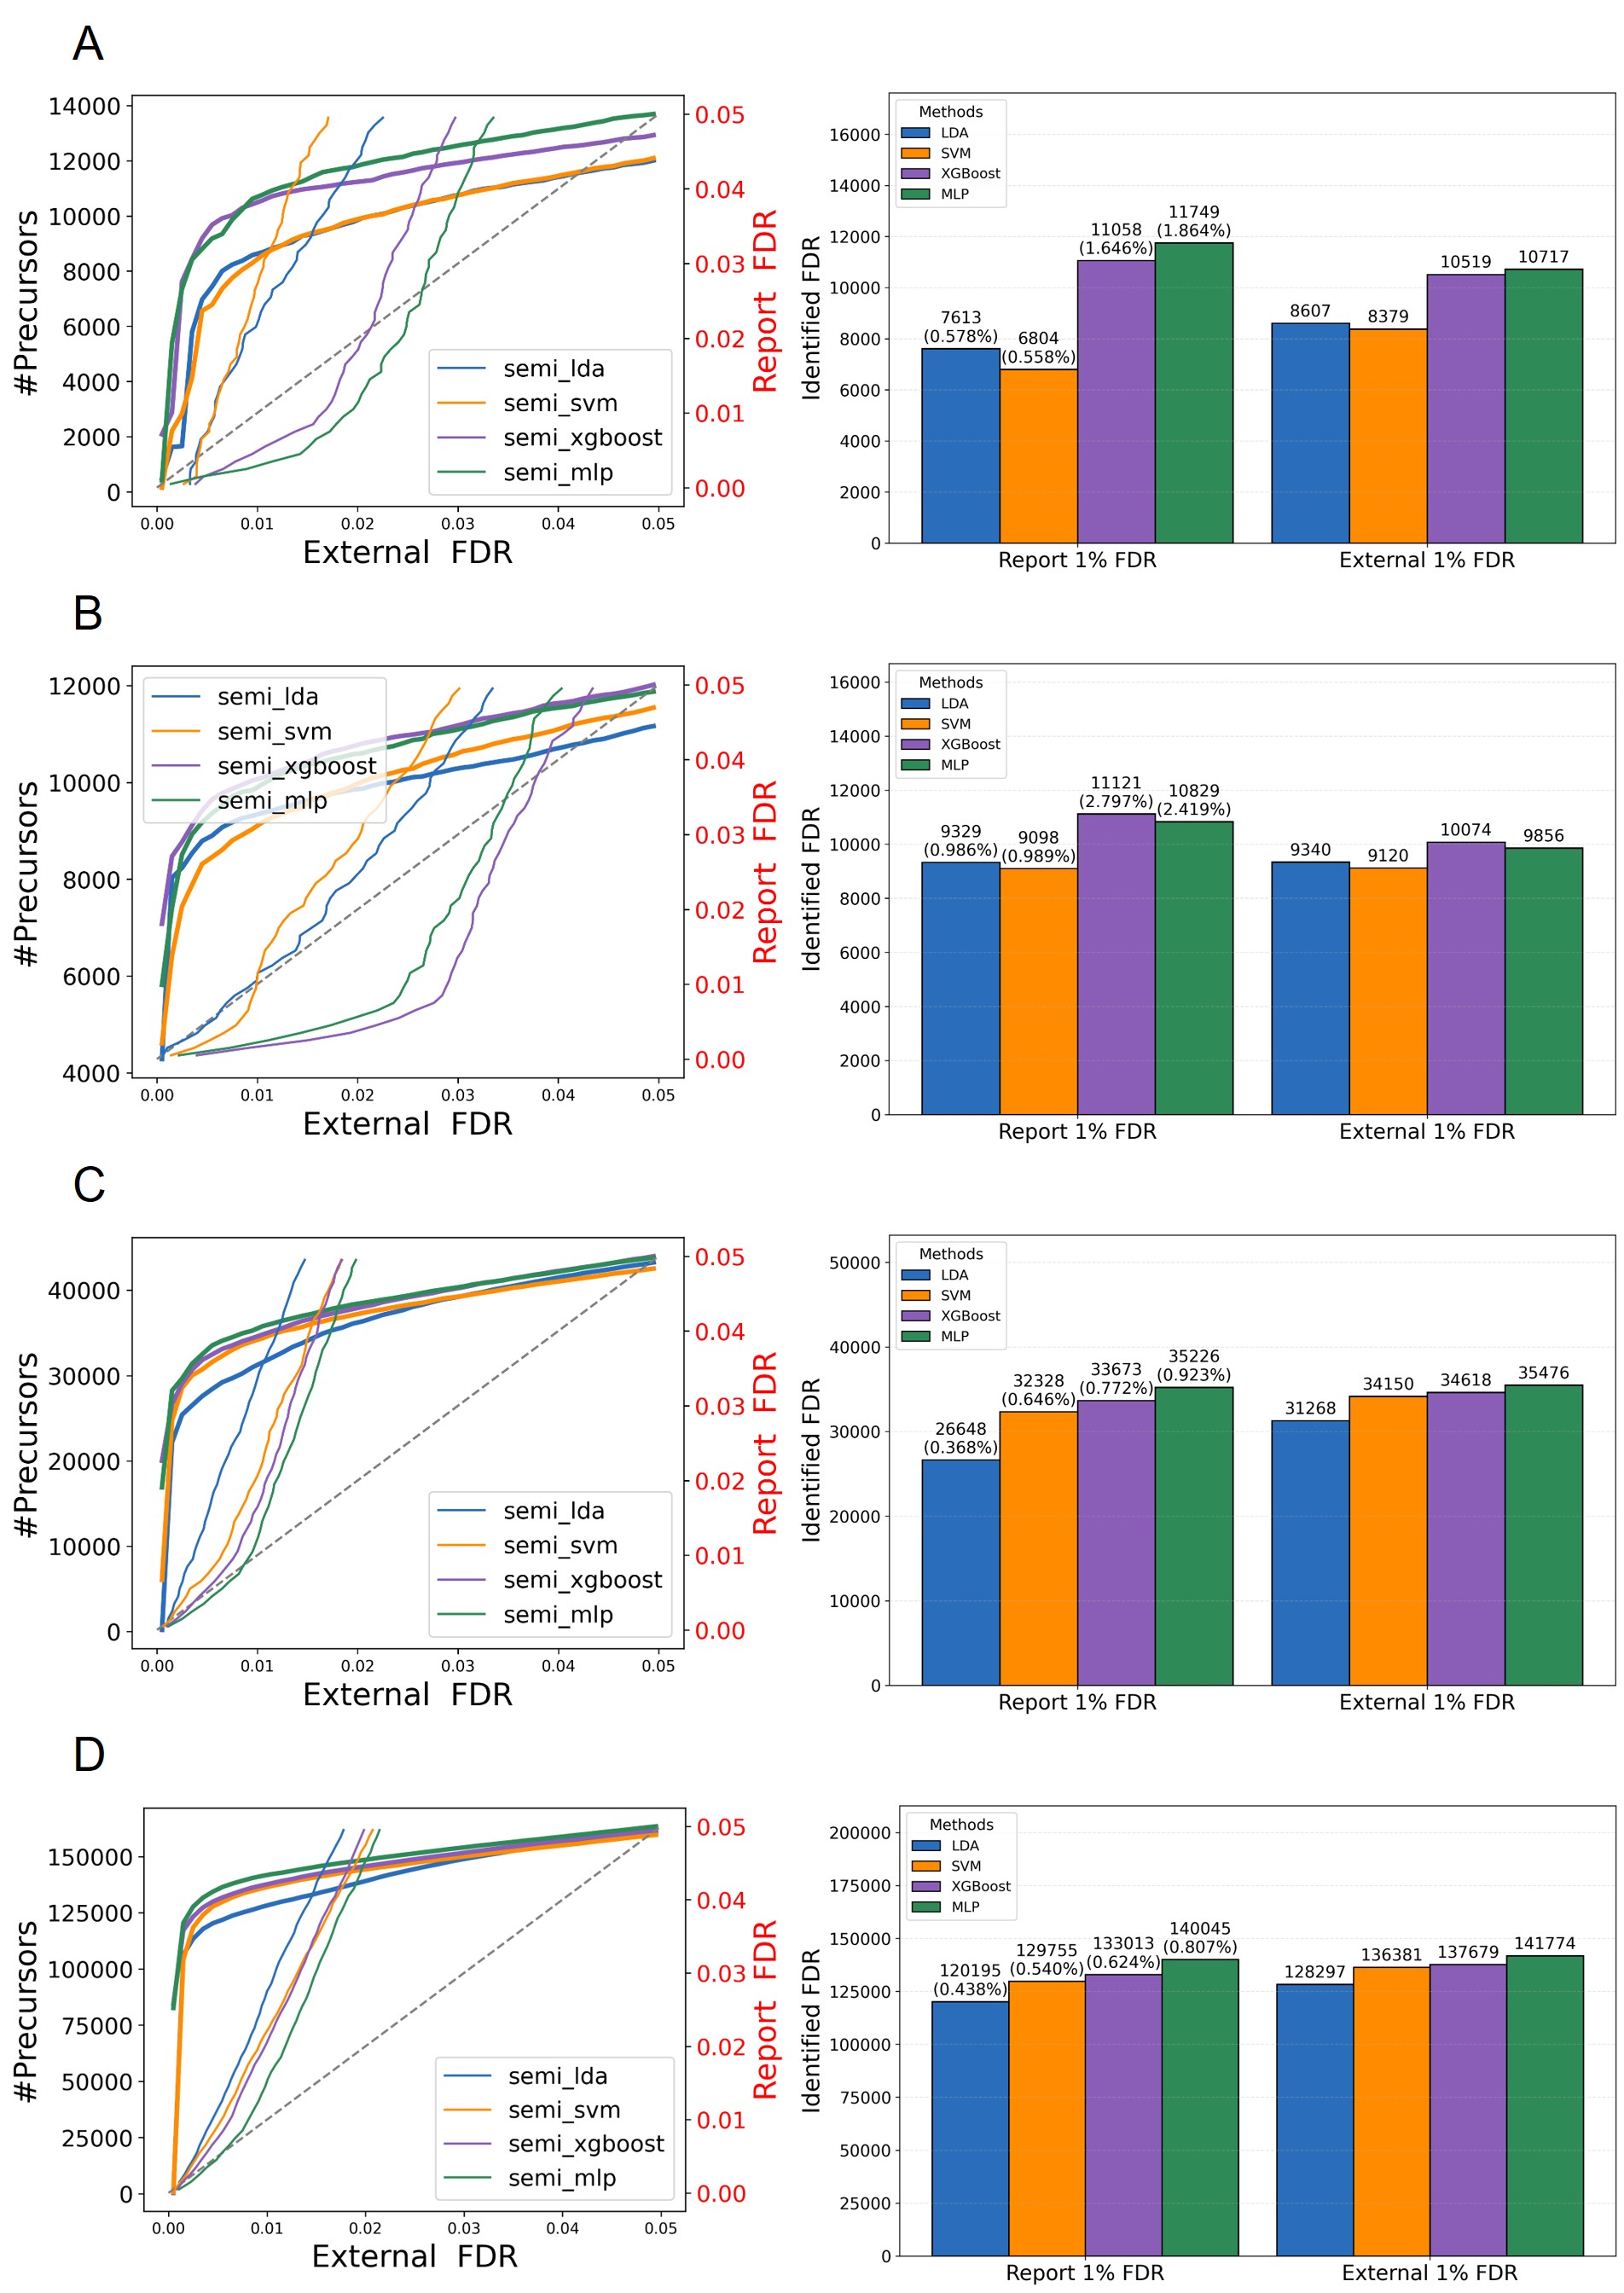 A
14000
12000
10000
8000
6000
4000
2000
0
#Precursors
0.00 0.01 0.02 0.03 0.04 0.05
External FDR
0.05
0.04
0.03
0.02
0.01
0.00
Report FDR
semi_lda
semi_svm
semi_xgboost
semi_mlp
16000
14000
12000
10000
8000
6000
4000
2000
0
Identified FDR
Methods
LDA
SVM
XGBoost
MLP
7613
(0.578%)
6804
(0.558%)
11058
(1.646%)
11749
(1.864%)
8607
8379
10519
10717
Report 1% FDR
External 1% FDR
B
12000
10000
8000
6000
4000
#Precursors
semi_lda
semi_svm
semi_xgboost
semi_mlp
0.00 0.01 0.02 0.03 0.04 0.05
External FDR
0.05
0.04
0.03
0.02
0.01
0.00
Report FDR
16000
14000
12000
10000
8000
6000
4000
2000
0
Identified FDR
Methods
LDA
SVM
XGBoost
MLP
9329
(0.986%)
9098
(0.989%)
11121
(2.797%)
10829
(2.419%)
9340
9120
10074
9856
Report 1% FDR
External 1% FDR
C
40000
30000
20000
10000
0
#Precursors
0.00 0.01 0.02 0.03 0.04 0.05
External FDR
0.05
0.04
0.03
0.02
0.01
0.00
Report FDR
semi_lda
semi_svm
semi_xgboost
semi_mlp
50000
40000
30000
20000
10000
0
Identified FDR
Methods
LDA
SVM
XGBoost
MLP
26648
(0.368%)
32328
(0.646%)
33673
(0.772%)
35226
(0.923%)
31268
34150
34618
35476
Report 1% FDR
External 1% FDR
D
150000
125000
100000
75000
50000
25000
0
#Precursors
0.00 0.01 0.02 0.03 0.04 0.05
External FDR
0.05
0.04
0.03
0.02
0.01
0.00
Report FDR
semi_lda
semi_svm
semi_xgboost
semi_mlp
200000
175000
150000
125000
100000
75000
50000
25000
0
Identified FDR
Methods
LDA
SVM
XGBoost
MLP
120195
(0.438%)
129755
(0.540%)
133013
(0.624%)
140045
(0.807%)
128297
136381
137679
141774
Report 1% FDR
External 1% FDR